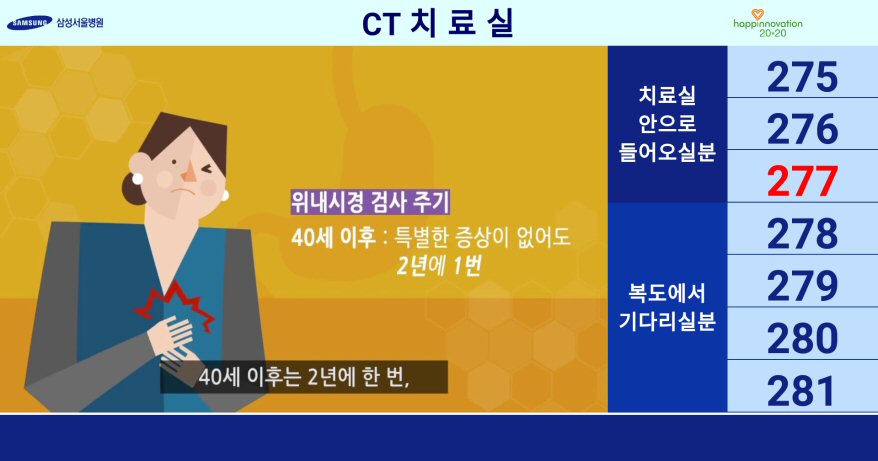 SAMSUNG 삼성서울병원
CT 치 료 실
happinnovation
20×20
위내시경 검사 주기
40세 이후 : 특별한 증상이 없어도
2년에 1번
40세 이후는 2년에 한 번,
치료실
안으로
들어오실분
275
276
277
복도에서
기다리실분
278
279
280
281